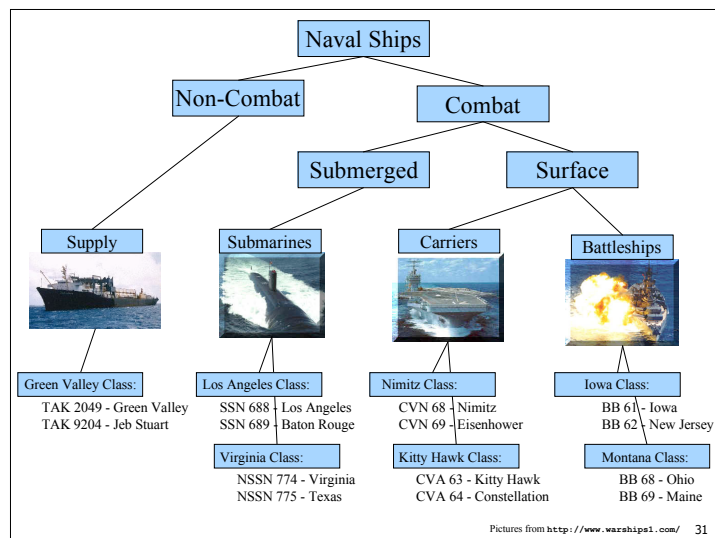 Naval Ships
Non-Combat
Combat
Submerged
Surface
Supply
Submarines
Carriers
Battleships
Green Valley Class:
TAK 2049 - Green Valley
TAK 9204 - Jeb Stuart
Los Angeles Class:
SSN 688 - Los Angeles
SSN 689 - Baton Rouge
Virginia Class:
NSSN 774 - Virginia
NSSN 775 - Texas
Nimitz Class:
CVN 68 - Nimitz
CVN 69 - Eisenhower
Kitty Hawk Class:
CVA 63 - Kitty Hawk
CVA 64 - Constellation
Iowa Class:
BB 61 - Iowa
BB 62 - New Jersey
Montana Class:
BB 68 - Ohio
BB 69 - Maine
Pictures from http://www.warships1.com/ 31